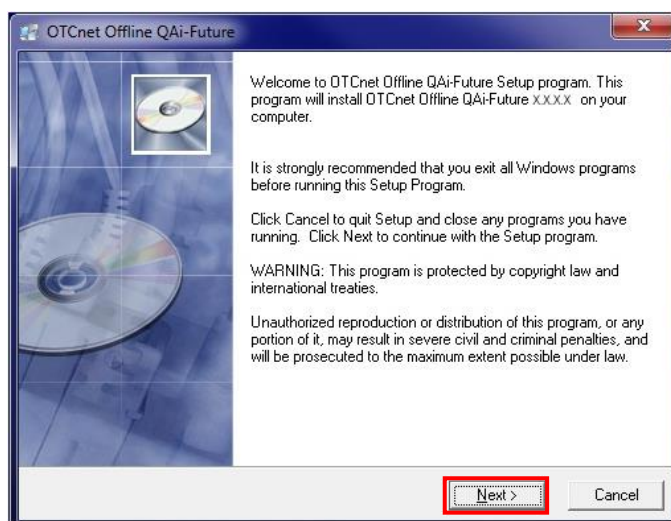 OTCnet Offline QAi-Future
Welcome to OTCnet Offline QAi-Future Setup program. This
program will install OTCnet Offline QAi-Future X.X.X.X on your
computer.
It is strongly recommended that you exit all Windows programs
before running this Setup Program.
Click Cancel to quit Setup and close any programs you have
running. Click Next to continue with the Setup program.
WARNING: This program is protected by copyright law and
international treaties.
Unauthorized reproduction or distribution of this program, or any
portion of it, may result in severe civil and criminal penalties, and
will be prosecuted to the maximum extent possible under law.
Next > Cancel